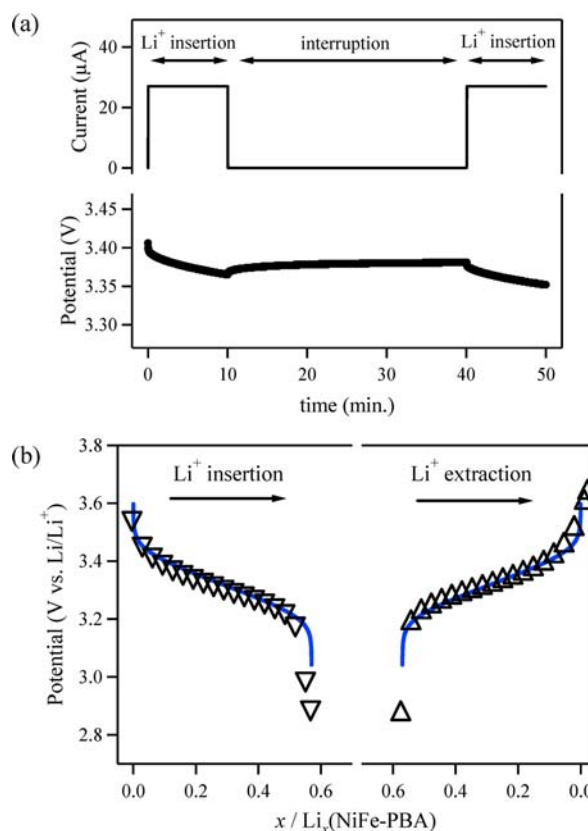 (a)
Li⁺ insertion interruption Li⁺ insertion
Current (μA)
40
20
0
Potential (V)
3.45
3.40
3.35
3.30
0 10 20 30 40 50
time (min.)
(b)
Potential (V vs. Li/Li⁺)
3.8
3.6
3.4
3.2
3.0
2.8
Li⁺ insertion Li⁺ extraction
0.0 0.2 0.4 0.6 0.6 0.4 0.2 0.0
x / Liₓ(NiFe-PBA)